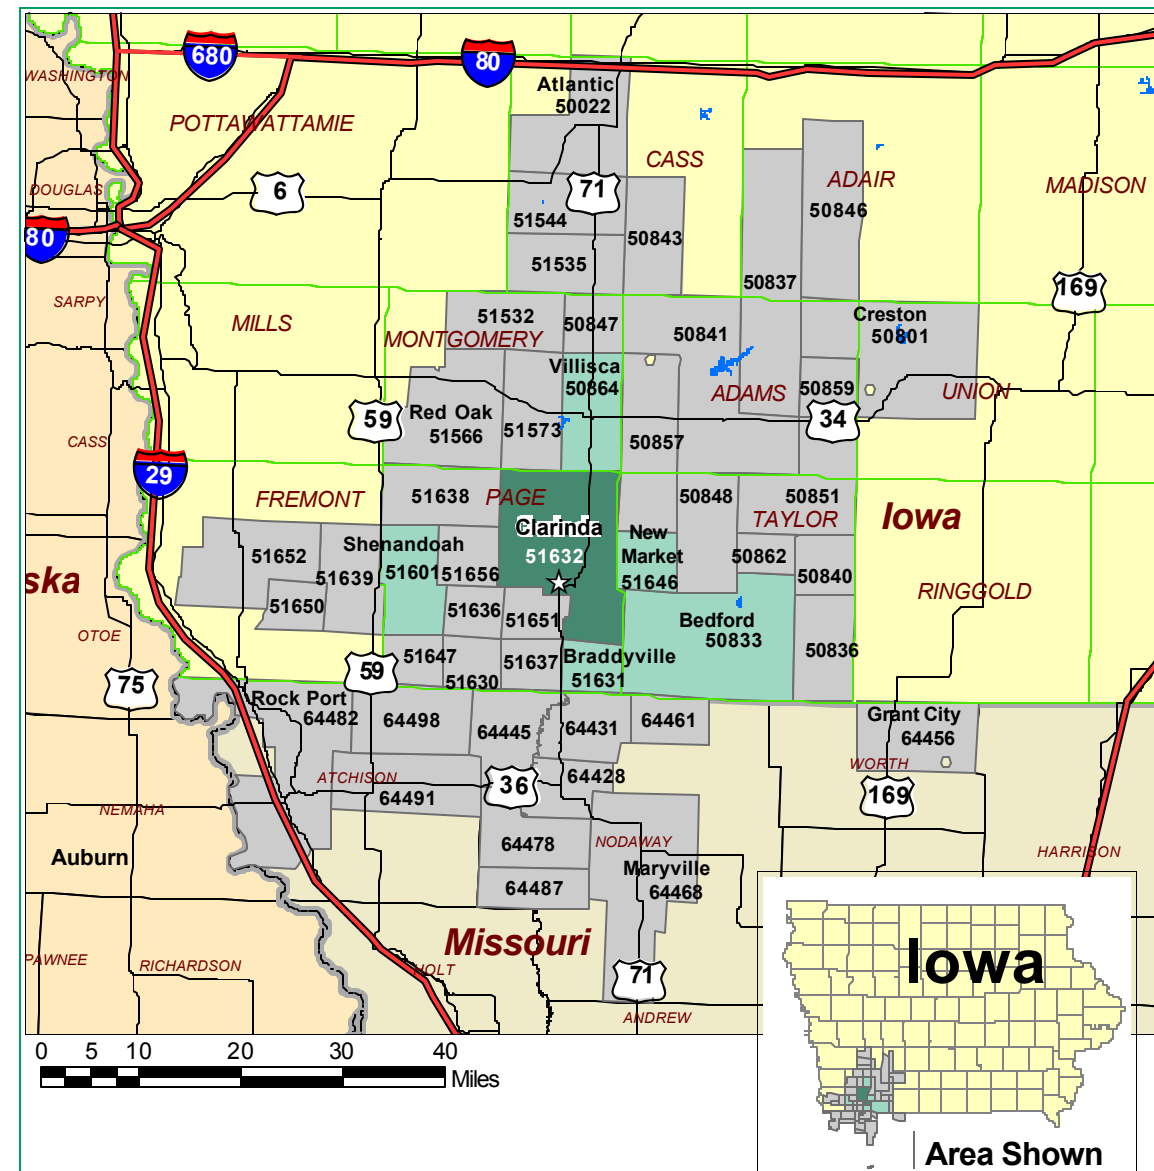 680
80
Atlantic
50022
WASHINGTON
POTTAWATTAMIE
CASS
ADAIR
MADISON
DOUGLAS
6
71
50846
51544
50843
80
51535
50837
169
SARPY
51532
50847
Creston
50801
MILLS
MONTGOMERY
50841
Villisca
50864
ADAMS
50859
UNION
59
Red Oak
51566
51573
50857
34
CASS
29
FREMONT
51638
PAGE
50848
50851
TAYLOR
Iowa
Clarinda
51632
New
Market
51646
Shenandoah
51601
51656
51652
51639
50862
50840
ska
51650
51636
51651
RINGGOLD
Bedford
50833
OTOE
51647
51637
Braddyville
51631
50836
59
51630
75
Rock Port
64482
64498
64445
64431
64461
Grant City
64456
WORTH
ATCHISON
64428
36
169
64491
NEMAHA
64478
NODAWAY
HARRISON
Auburn
Maryville
64468
64487
Missouri
PAWNEE
RICHARDSON
HOLT
71
ANDREW
Iowa
0 5 10 20 30 40
Miles
Area Shown